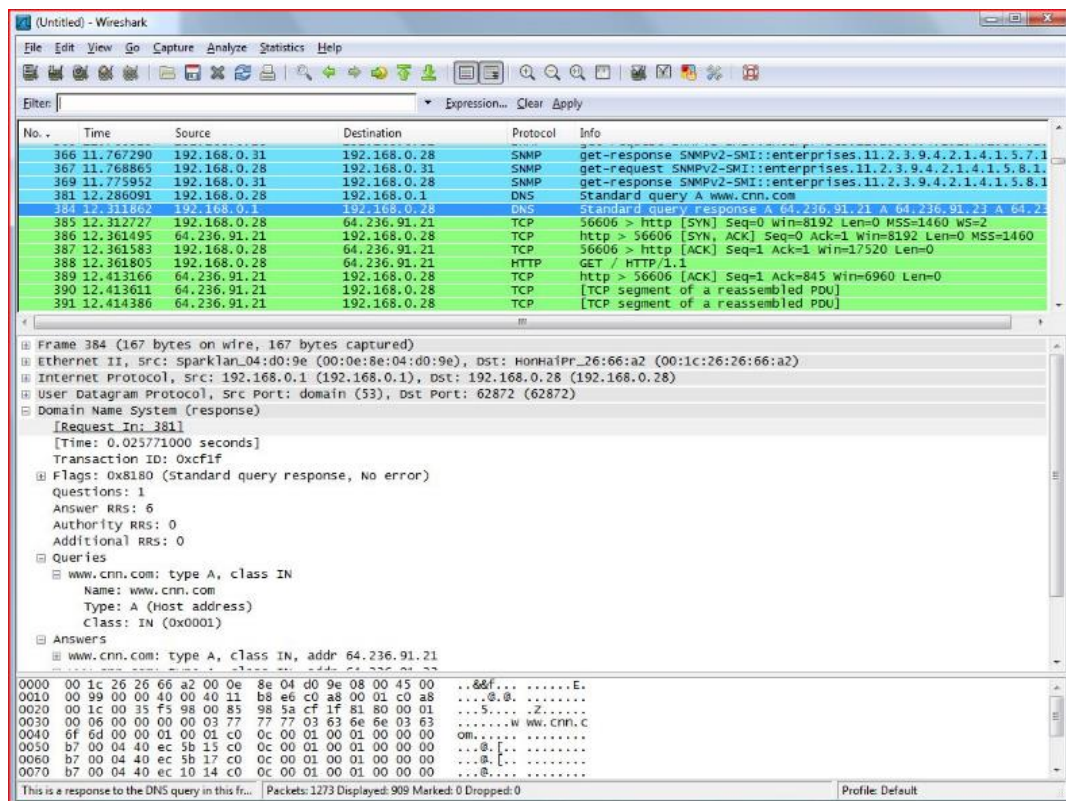 (Untitled) - Wireshark
File Edit View Go Capture Analyze Statistics Help
Filter: Expression... Clear Apply
No. . Time Source Destination Protocol Info
366 11.767290 192.168.0.31 192.168.0.28 SNMP get-response SNMPv2-SMI::enterprises.11.2.3.9.4.2.1.4.1.5.7.1
367 11.768865 192.168.0.28 192.168.0.31 SNMP get-request SNMPv2-SMI::enterprises.11.2.3.9.4.2.1.4.1.5.8.1.
369 11.775952 192.168.0.31 192.168.0.28 SNMP get-response SNMPv2-SMI::enterprises.11.2.3.9.4.2.1.4.1.5.8.1
381 12.286091 192.168.0.28 192.168.0.1 DNS Standard query A www.cnn.com
384 12.311862 192.168.0.1 192.168.0.28 DNS Standard query response A 64.236.91.21 A 64.236.91.23 A 64.23
385 12.312727 192.168.0.28 64.236.91.21 TCP 56606 > http [SYN] Seq=0 Win=8192 Len=0 MSS=1460 WS=2
386 12.361495 64.236.91.21 192.168.0.28 TCP http > 56606 [SYN, ACK] Seq=0 Ack=1 Win=8192 Len=0 MSS=1460
387 12.361583 192.168.0.28 64.236.91.21 TCP 56606 > http [ACK] Seq=1 Ack=1 Win=17520 Len=0
388 12.361805 192.168.0.28 64.236.91.21 HTTP GET / HTTP/1.1
389 12.413166 64.236.91.21 192.168.0.28 TCP http > 56606 [ACK] Seq=1 Ack=845 Win=6960 Len=0
390 12.413611 64.236.91.21 192.168.0.28 TCP [TCP segment of a reassembled PDU]
391 12.414386 64.236.91.21 192.168.0.28 TCP [TCP segment of a reassembled PDU]
Frame 384 (167 bytes on wire, 167 bytes captured)
Ethernet II, Src: Sparklan_04:d0:9e (00:0e:8e:04:d0:9e), Dst: HonHaiPr_26:66:a2 (00:1c:26:26:66:a2)
Internet Protocol, Src: 192.168.0.1 (192.168.0.1), Dst: 192.168.0.28 (192.168.0.28)
User Datagram Protocol, Src Port: domain (53), Dst Port: 62872 (62872)
Domain Name System (response)
[Request In: 381]
[Time: 0.025771000 seconds]
Transaction ID: 0xcf1f
Flags: 0x8180 (Standard query response, No error)
Questions: 1
Answer RRs: 6
Authority RRs: 0
Additional RRs: 0
Queries
www.cnn.com: type A, class IN
Name: www.cnn.com
Type: A (Host address)
Class: IN (0x0001)
Answers
www.cnn.com: type A, class IN, addr 64.236.91.21
0000 00 1c 26 26 66 a2 00 0e 8e 04 d0 9e 08 00 45 00 ..&&f... ......E.
0010 00 99 00 00 40 00 40 11 b8 e6 c0 a8 00 01 c0 a8 ....@.@. ........
0020 00 1c 00 35 f5 98 00 85 98 5a cf 1f 81 80 00 01 ...5.... .Z......
0030 00 06 00 00 00 00 03 77 77 77 03 63 6e 6e 03 63 .......w ww.cnn.c
0040 6f 6d 00 00 01 00 01 c0 0c 00 01 00 01 00 00 00 om...... ........
0050 b7 00 04 40 ec 5b 15 c0 0c 00 01 00 01 00 00 00 ...@.[.. ........
0060 b7 00 04 40 ec 5b 17 c0 0c 00 01 00 01 00 00 00 ...@.[.. ........
0070 b7 00 04 40 ec 10 14 c0 0c 00 01 00 01 00 00 00 ...@.... ........
This is a response to the DNS query in this fr... Packets: 1273 Displayed: 909 Marked: 0 Dropped: 0 Profile: Default